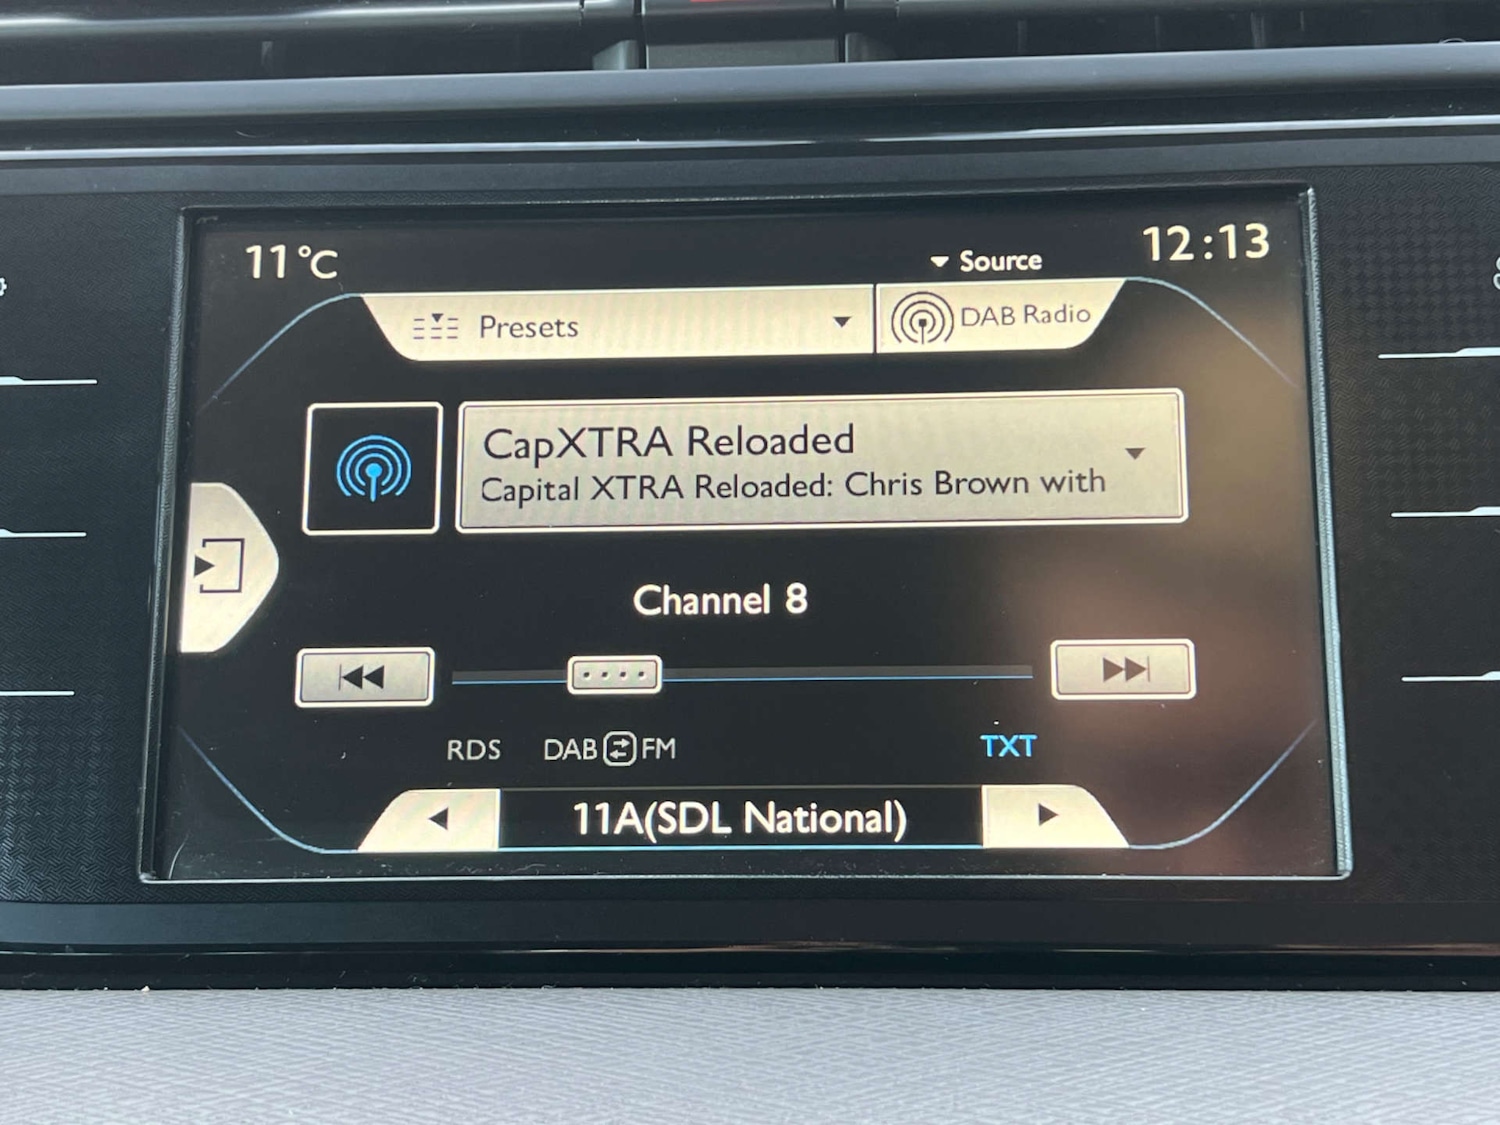 11°C
Source
12:13
Presets
DAB Radio
CapXTRA Reloaded
Capital XTRA Reloaded: Chris Brown with
Channel 8
RDS
DAB FM
TXT
11A(SDL National)